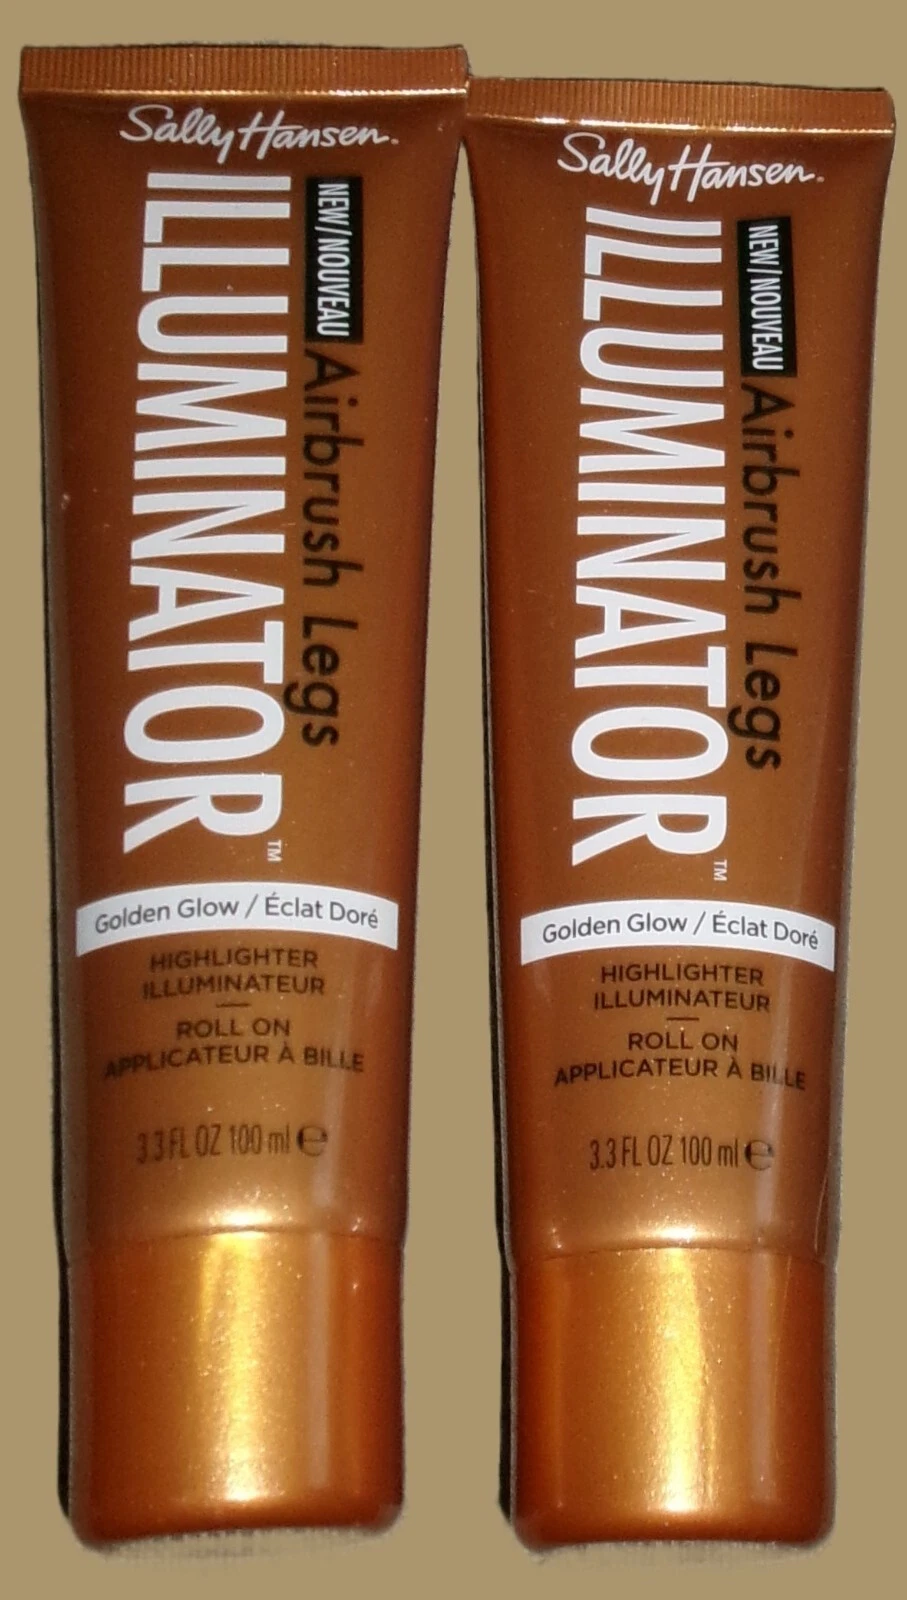 Sally Hansen.
ILLUMINATOR™
NEW/NOUVEAU
Airbrush Legs
Golden Glow / Éclat Doré
HIGHLIGHTER
ILLUMINATEUR
ROLL ON
APPLICATEUR À BILLE
3.3 FL OZ 100 ml ℮
Sally Hansen.
ILLUMINATOR™
NEW/NOUVEAU
Airbrush Legs
Golden Glow / Éclat Doré
HIGHLIGHTER
ILLUMINATEUR
ROLL ON
APPLICATEUR À BILLE
3.3 FL OZ 100 ml ℮